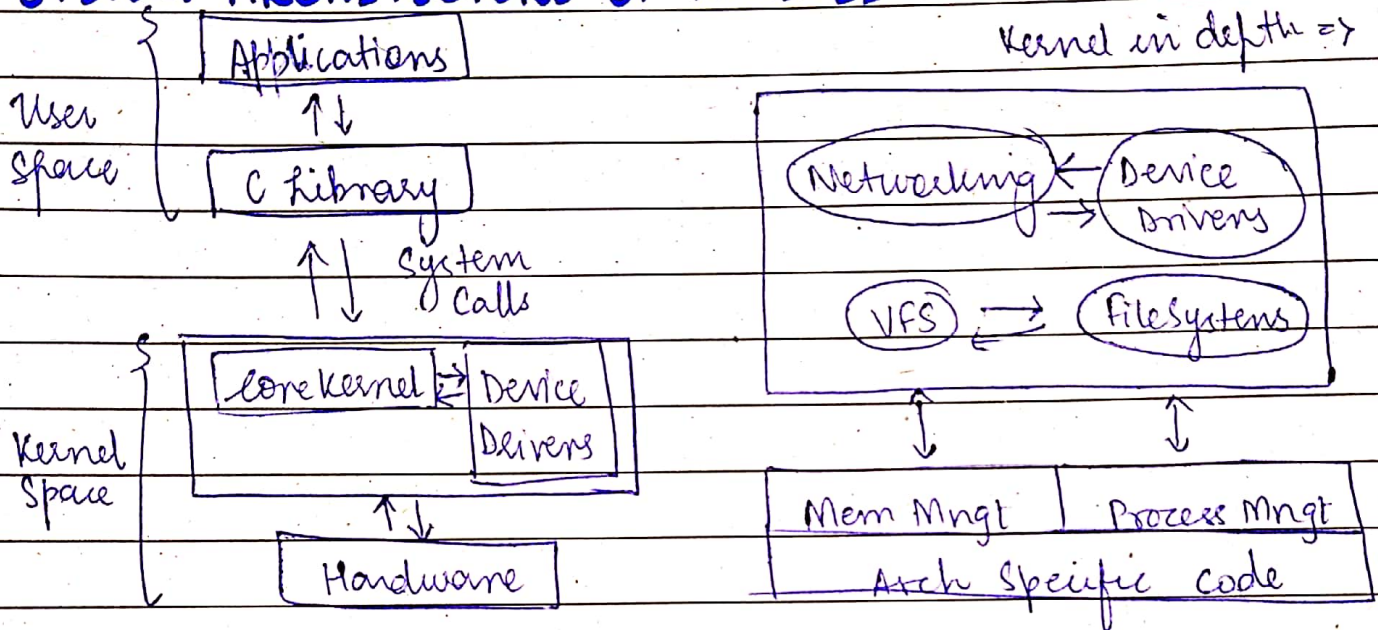 Applications
User
Space
C Library
System
Calls
Core Kernel
Device
Drivers
Kernel
Space
Hardware
Kernel in depth =>
Networking
Device
Drivers
VFS
FileSystems
Mem Mngt
Process Mngt
Arch Specific Code